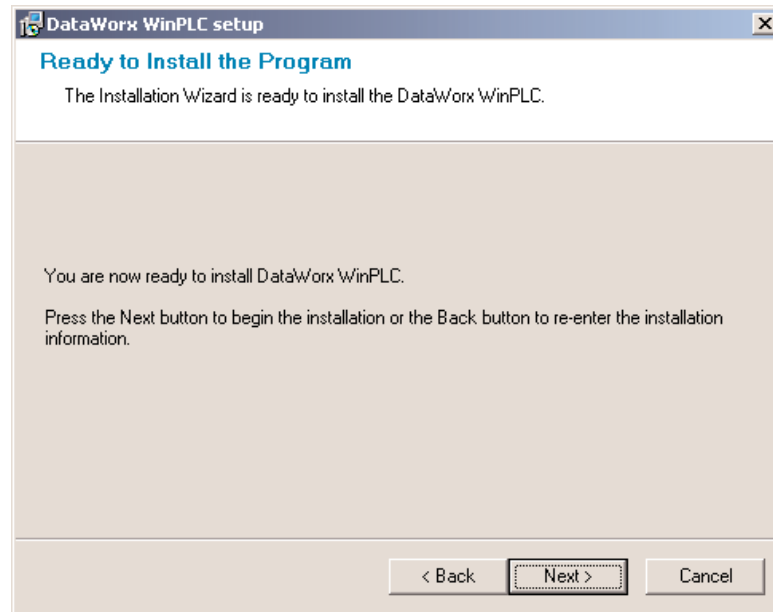 DataWorx WinPLC setup
Ready to Install the Program
The Installation Wizard is ready to install the DataWorx WinPLC.
You are now ready to install DataWorx WinPLC.
Press the Next button to begin the installation or the Back button to re-enter the installation
information.
< Back Next > Cancel